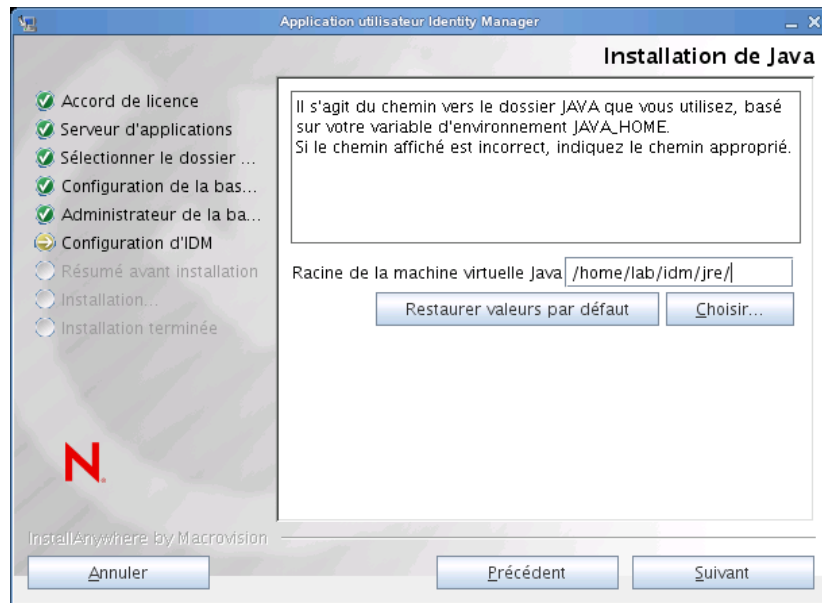 Application utilisateur Identity Manager
Installation de Java
Accord de licence
Serveur d'applications
Sélectionner le dossier ...
Configuration de la bas...
Administrateur de la ba...
Configuration d'IDM
Résumé avant installation
Installation...
Installation terminée
Il s'agit du chemin vers le dossier JAVA que vous utilisez, basé
sur votre variable d'environnement JAVA_HOME.
Si le chemin affiché est incorrect, indiquez le chemin approprié.
Racine de la machine virtuelle Java /home/lab/idm/jre/
Restaurer valeurs par défaut Choisir...
N
InstallAnywhere by Macrovision
Annuler Précédent Suivant